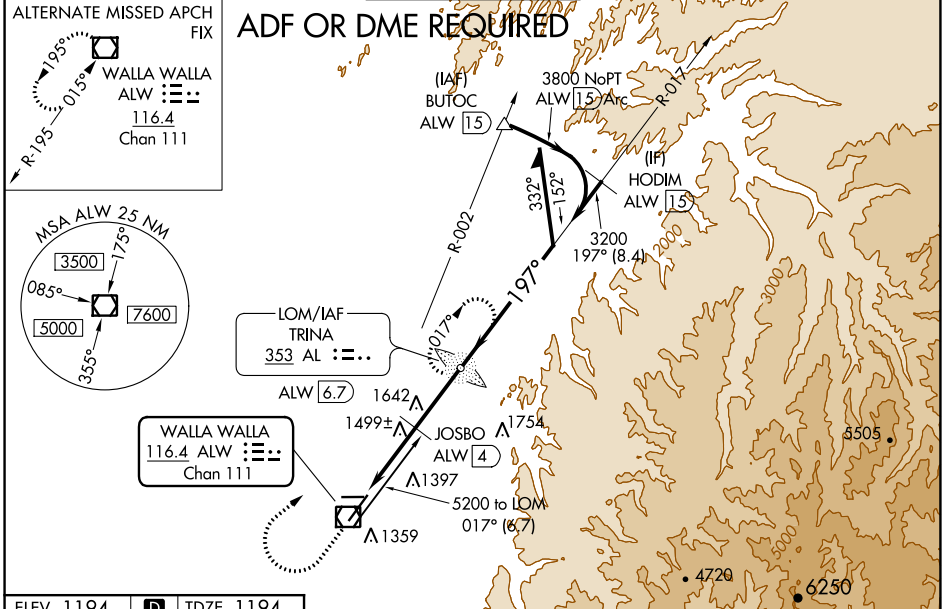 ALTERNATE MISSED APCH
FIX
195°
015°
R-195
WALLA WALLA
ALW
116.4
Chan 111
ADF OR DME REQUIRED
(IAF)
BUTOC
ALW 15
3800 NoPT
ALW 15 Arc
R-017
(IF)
HODIM
ALW 15
332°
152°
3200
197° (8.4)
R-002
197°
2000
3000
MSA ALW 25 NM
175°
3500
085°
5000
7600
355°
LOM/IAF
TRINA
353 AL
ALW 6.7
017°
1642
1499±
JOSBO
ALW 4
1754
5505
WALLA WALLA
116.4 ALW
Chan 111
1397
5200 to LOM
017° (6.7)
1359
5000
4720
6250
ELEV 1194
D
TDZE 1194